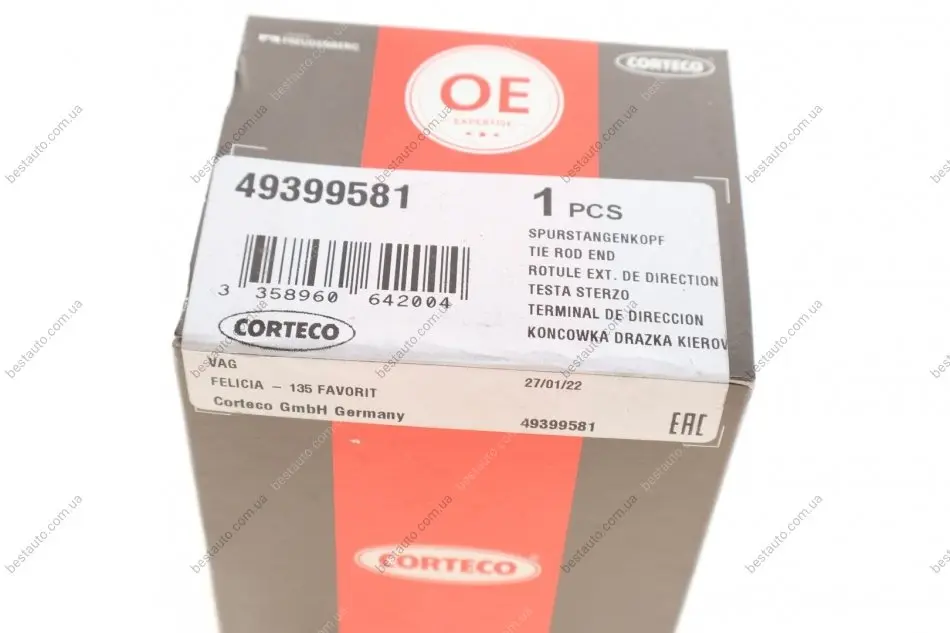 FREUDENBERG
OE
EXPERTISE
CORTECO
49399581
1 PCS
SPURSTANGENKOPF
TIE ROD END
ROTULE EXT. DE DIRECTION
TESTA STERZO
TERMINAL DE DIRECCION
KONCOWKA DRAZKA KIEROV
3 358960 642004
CORTECO
VAG
FELICIA – 135 FAVORIT
27/01/22
Corteco GmbH Germany
49399581
EAC
CORTECO
bestauto.com.ua